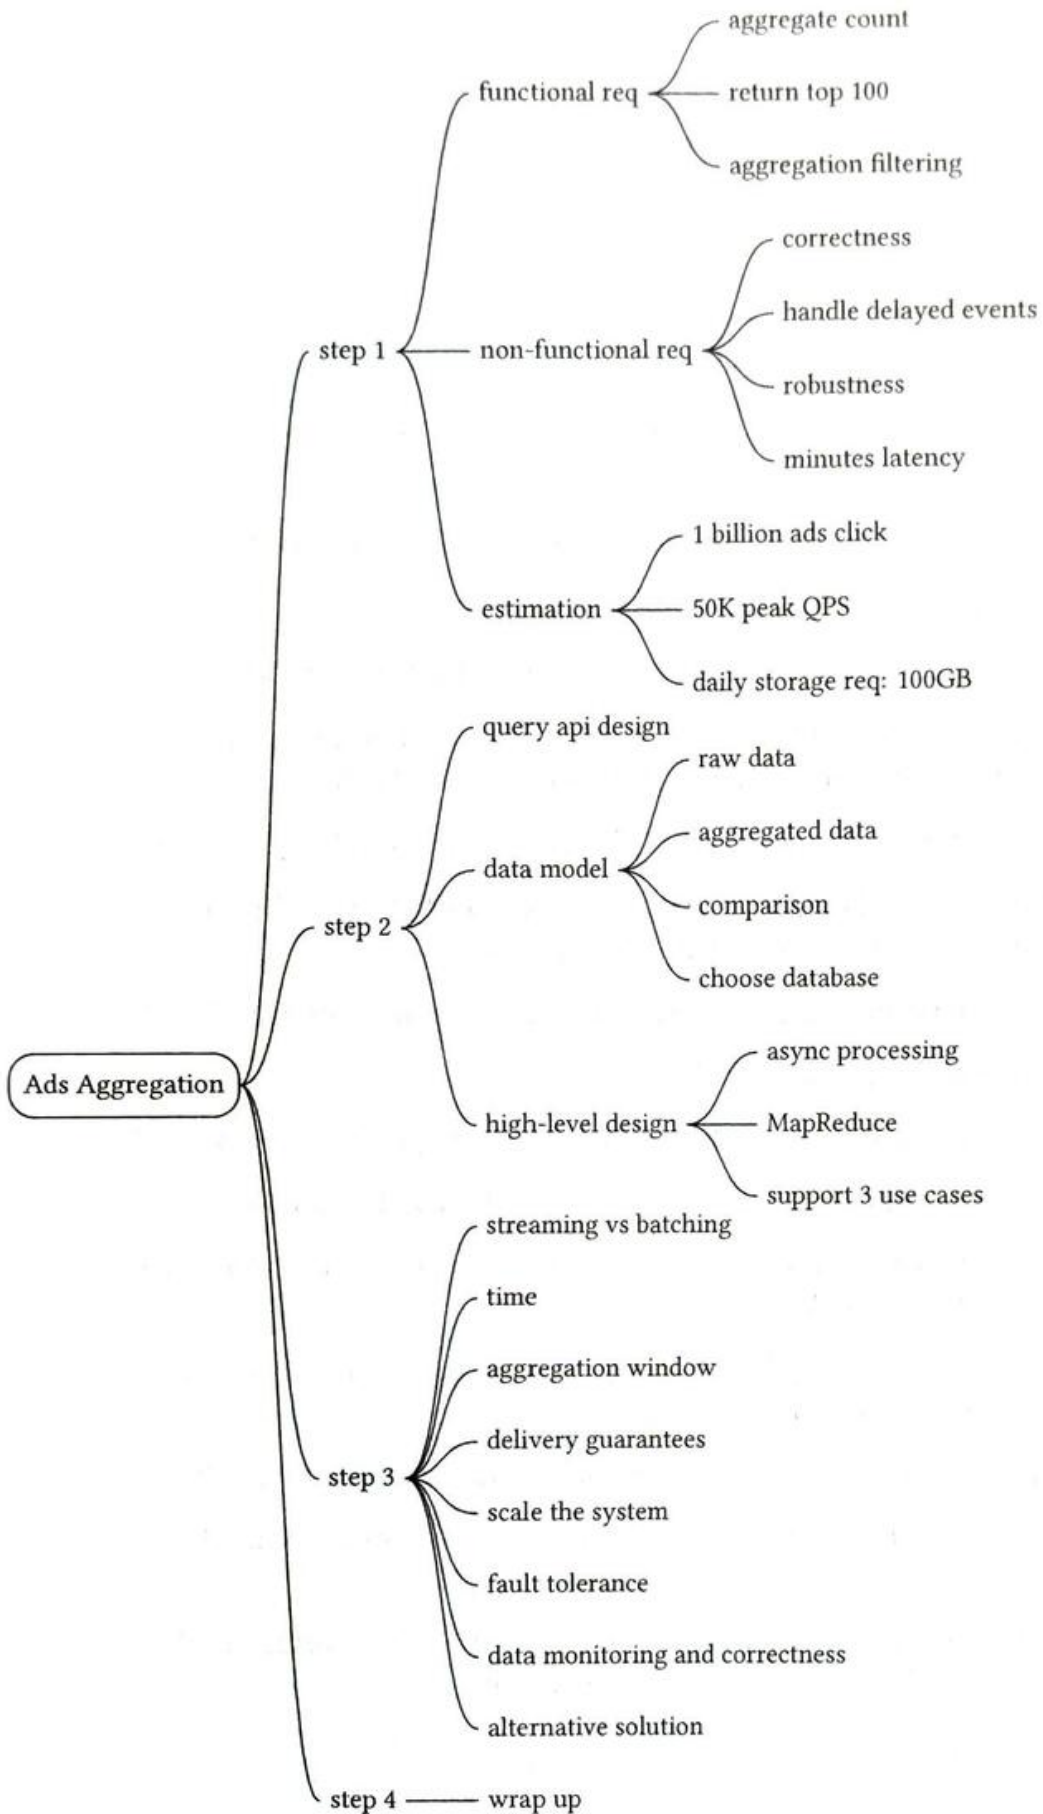 aggregate count
functional req
return top 100
aggregation filtering
correctness
handle delayed events
step 1
non-functional req
robustness
minutes latency
1 billion ads click
estimation
50K peak QPS
daily storage req: 100GB
query api design
raw data
aggregated data
data model
comparison
step 2
choose database
async processing
Ads Aggregation
high-level design
MapReduce
support 3 use cases
streaming vs batching
time
aggregation window
delivery guarantees
step 3
scale the system
fault tolerance
data monitoring and correctness
alternative solution
step 4
wrap up